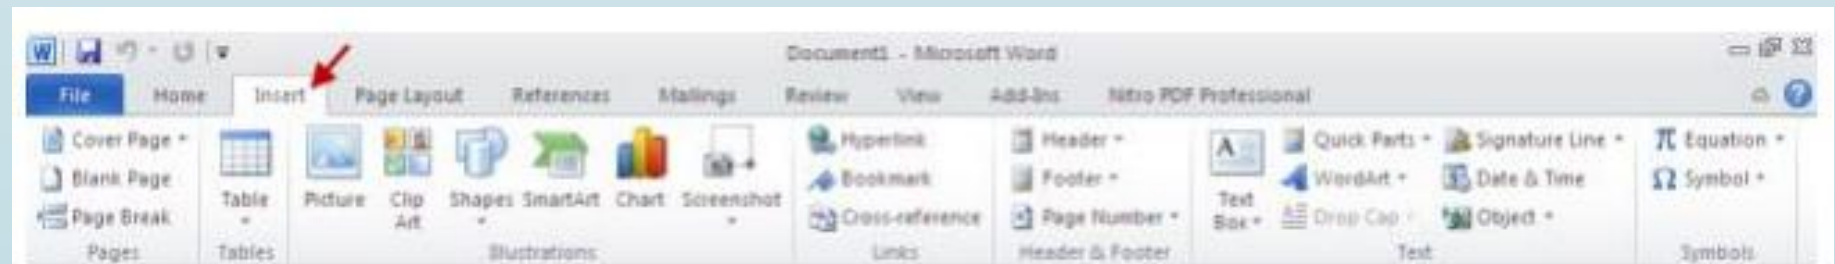 W
Document1 - Microsoft Word
File Home Insert Page Layout References Mailings Review View Add-Ins Nitro PDF Professional
Cover Page
Blank Page
Page Break
Pages
Table
Tables
Picture
Clip Art
Shapes
SmartArt
Chart
Screenshot
Illustrations
Hyperlink
Bookmark
Cross-reference
Links
Header
Footer
Page Number
Header & Footer
A
Text Box
Quick Parts
WordArt
Drop Cap
Signature Line
Date & Time
Object
Text
π Equation
Ω Symbol
Symbols